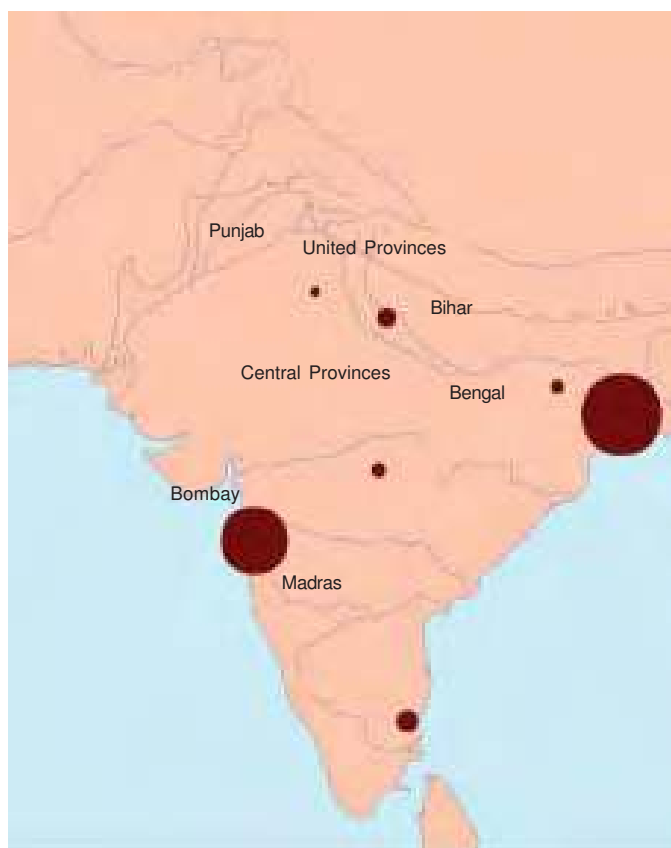 Punjab
United Provinces
Bihar
Central Provinces
Bengal
Bombay
Madras